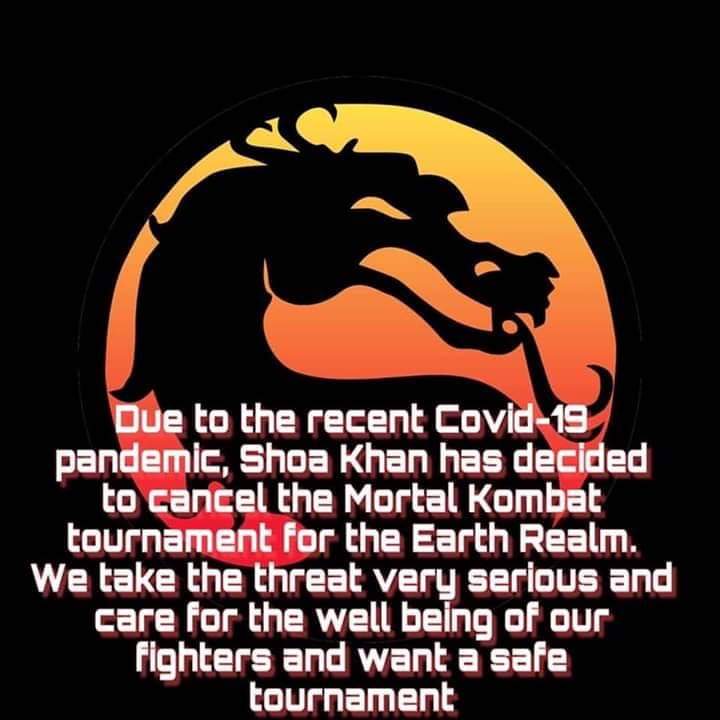 Due to the recent Covid-19
pandemic, Shoa Khan has decided
to cancel the Mortal Kombat
tournament for the Earth Realm.
We take the threat very serious and
care for the well being of our
fighters and want a safe
tournament